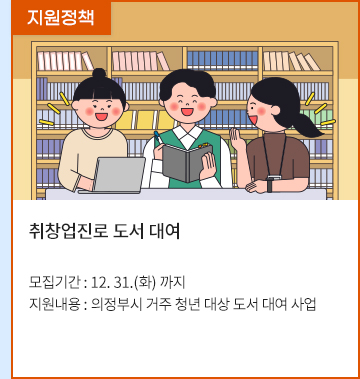 지원정책
취창업진로 도서 대여
모집기간 : 12. 31.(화) 까지
지원내용 : 의정부시 거주 청년 대상 도서 대여 사업